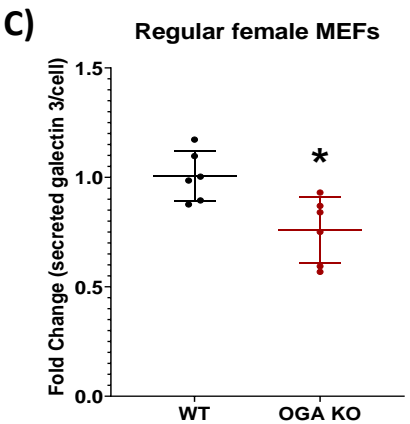 C)
Regular female MEFs
Fold Change (secreted galectin 3/cell)
1.5
1.0
0.5
0.0
*
WT
OGA KO